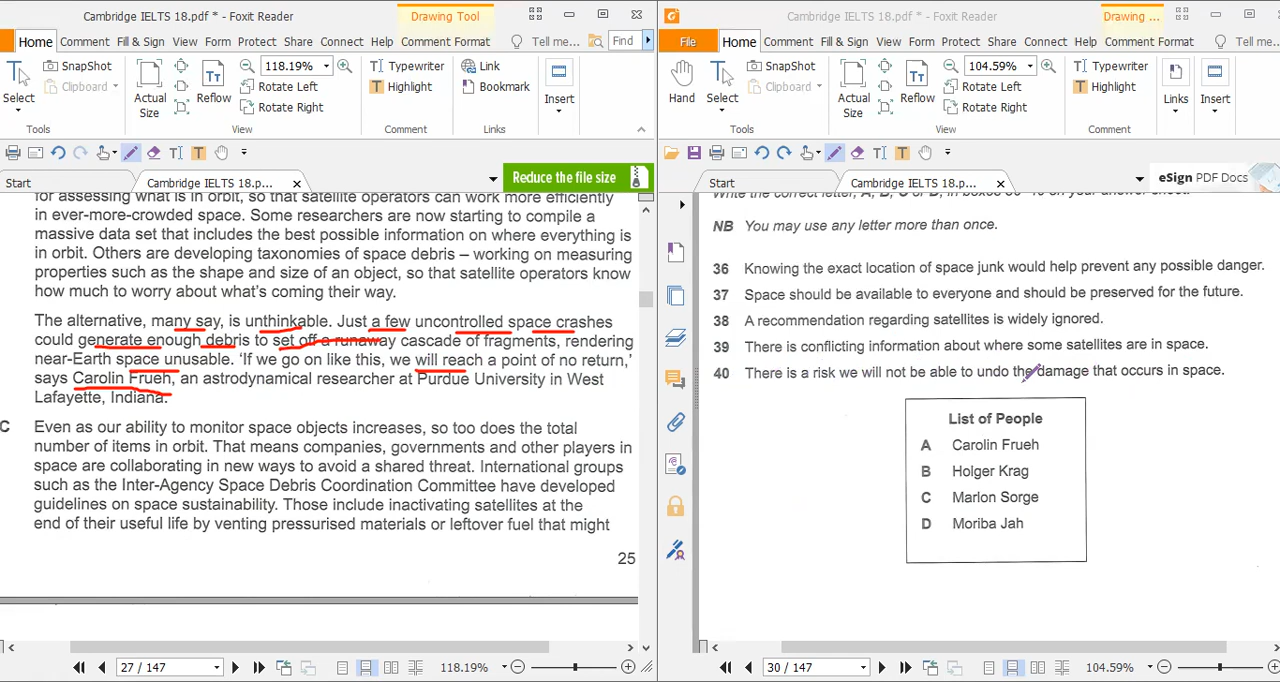 Cambridge IELTS 18.pdf * - Foxit Reader
Drawing Tool
Home Comment Fill & Sign View Form Protect Share Connect Help Comment Format Tell me... Find
Select
SnapShot
Clipboard
Actual Size
Reflow
118.19%
Rotate Left
Rotate Right
Typewriter
Highlight
Link
Bookmark
Insert
Tools View Comment Links
Reduce the file size
Start Cambridge IELTS 18.p...
for assessing what is in orbit, so that satellite operators can work more efficiently
in ever-more-crowded space. Some researchers are now starting to compile a
massive data set that includes the best possible information on where everything is
in orbit. Others are developing taxonomies of space debris – working on measuring
properties such as the shape and size of an object, so that satellite operators know
how much to worry about what's coming their way.
The alternative, many say, is unthinkable. Just a few uncontrolled space crashes
could generate enough debris to set off a runaway cascade of fragments, rendering
near-Earth space unusable. 'If we go on like this, we will reach a point of no return,'
says Carolin Frueh, an astrodynamical researcher at Purdue University in West
Lafayette, Indiana.
C Even as our ability to monitor space objects increases, so too does the total
number of items in orbit. That means companies, governments and other players in
space are collaborating in new ways to avoid a shared threat. International groups
such as the Inter-Agency Space Debris Coordination Committee have developed
guidelines on space sustainability. Those include inactivating satellites at the
end of their useful life by venting pressurised materials or leftover fuel that might
25
27 / 147
118.19%
Cambridge IELTS 18.pdf * - Foxit Reader
Drawing ...
File Home Comment Fill & Sign View Form Protect Share Connect Help Comment Format Tell me...
Hand
Select
SnapShot
Clipboard
Actual Size
Reflow
104.59%
Rotate Left
Rotate Right
Typewriter
Highlight
Links
Insert
Tools View Comment
eSign PDF Docs
Start Cambridge IELTS 18.p...
Write the correct letter, A, B, C or D, in boxes 36–40 on your answer sheet.
NB You may use any letter more than once.
36 Knowing the exact location of space junk would help prevent any possible danger.
37 Space should be available to everyone and should be preserved for the future.
38 A recommendation regarding satellites is widely ignored.
39 There is conflicting information about where some satellites are in space.
40 There is a risk we will not be able to undo the damage that occurs in space.
List of People
A Carolin Frueh
B Holger Krag
C Marlon Sorge
D Moriba Jah
30 / 147
104.59%